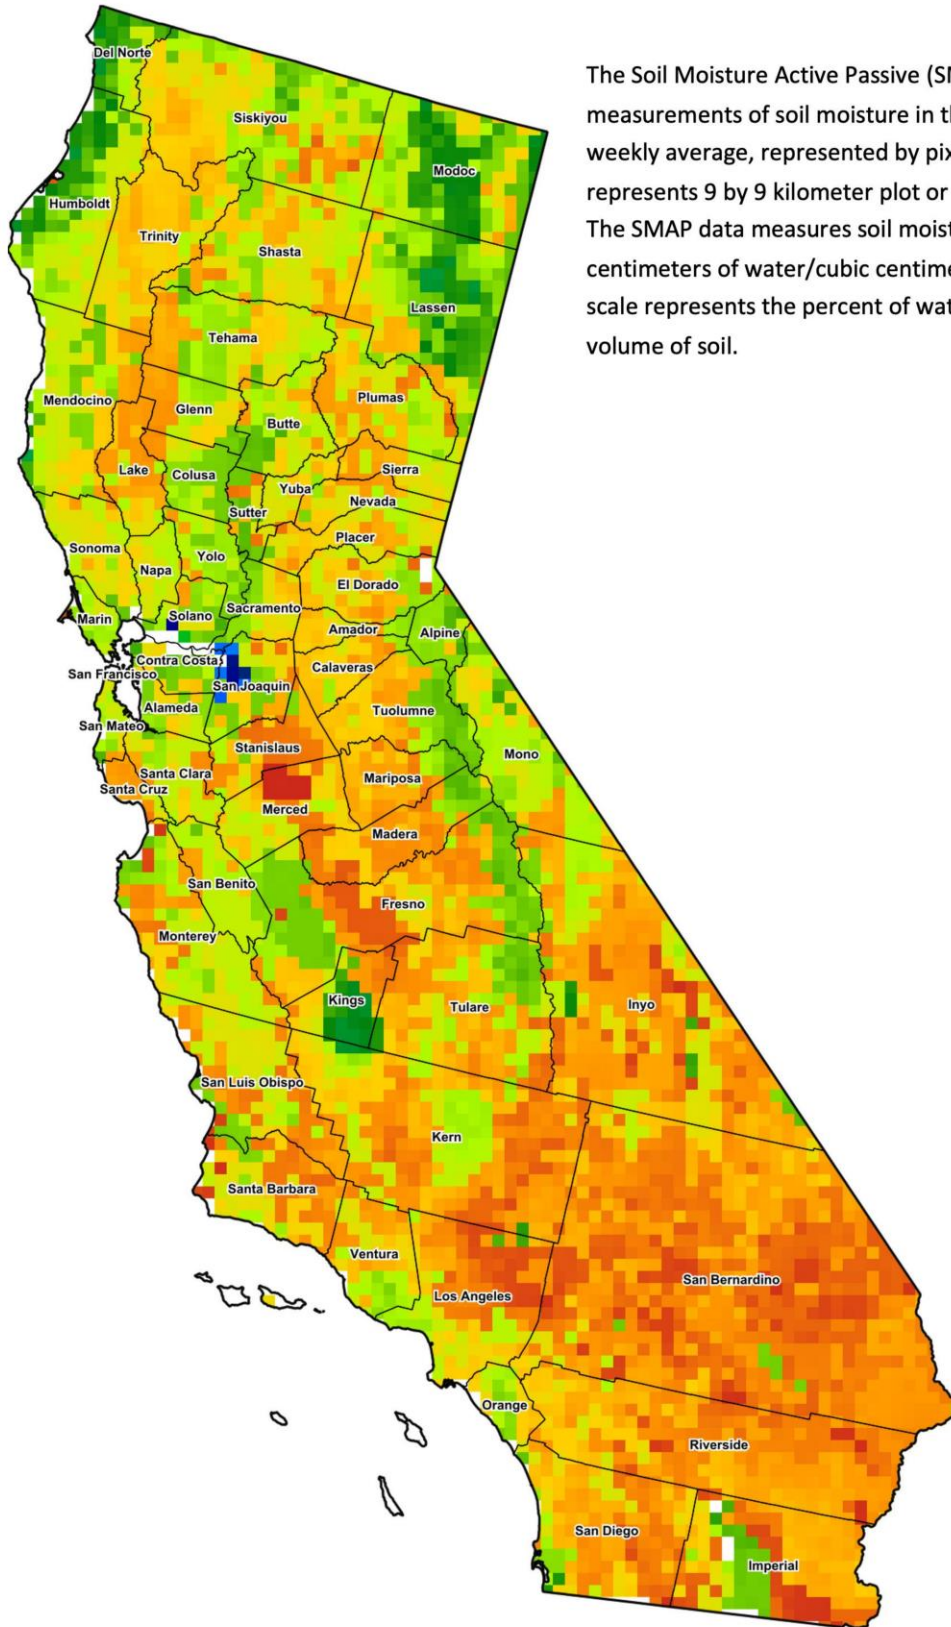 The Soil Moisture Active Passive (SM
measurements of soil moisture in th
weekly average, represented by pix
represents 9 by 9 kilometer plot or
The SMAP data measures soil moist
centimeters of water/cubic centime
scale represents the percent of wat
volume of soil.
Del Norte
Siskiyou
Modoc
Humboldt
Trinity
Shasta
Lassen
Tehama
Plumas
Mendocino
Glenn
Butte
Lake
Colusa
Sierra
Yuba
Nevada
Sutter
Placer
Sonoma
Yolo
Napa
El Dorado
Sacramento
Solano
Marin
Amador
Alpine
Contra Costa
Calaveras
San Francisco
San Joaquin
Alameda
Tuolumne
San Mateo
Stanislaus
Mono
Santa Clara
Mariposa
Santa Cruz
Merced
Madera
San Benito
Fresno
Monterey
Kings
Tulare
Inyo
San Luis Obispo
Kern
Santa Barbara
Ventura
San Bernardino
Los Angeles
Orange
Riverside
San Diego
Imperial